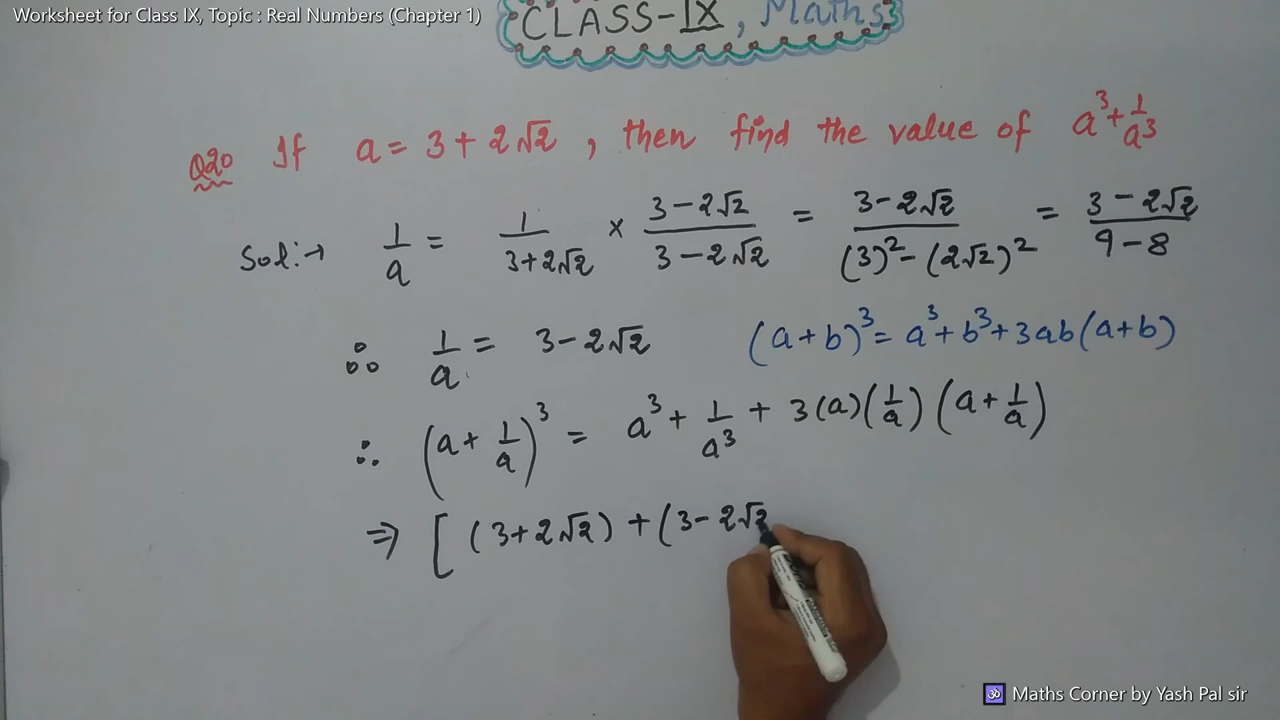 Worksheet for Class IX, Topic : Real Numbers (Chapter 1)
CLASS-IX, Maths
Q20 If a = 3 + 2√2 , then find the value of a³ + 1/a³
Sol:→ 1/a = 1/(3+2√2) × (3-2√2)/(3-2√2) = (3-2√2)/((3)² - (2√2)²) = (3-2√2)/(9-8)
∴ 1/a = 3-2√2 (a+b)³ = a³+b³+3ab(a+b)
∴ (a + 1/a)³ = a³ + 1/a³ + 3(a)(1/a)(a + 1/a)
⇒ [ (3+2√2) + (3-2√2
Maths Corner by Yash Pal sir